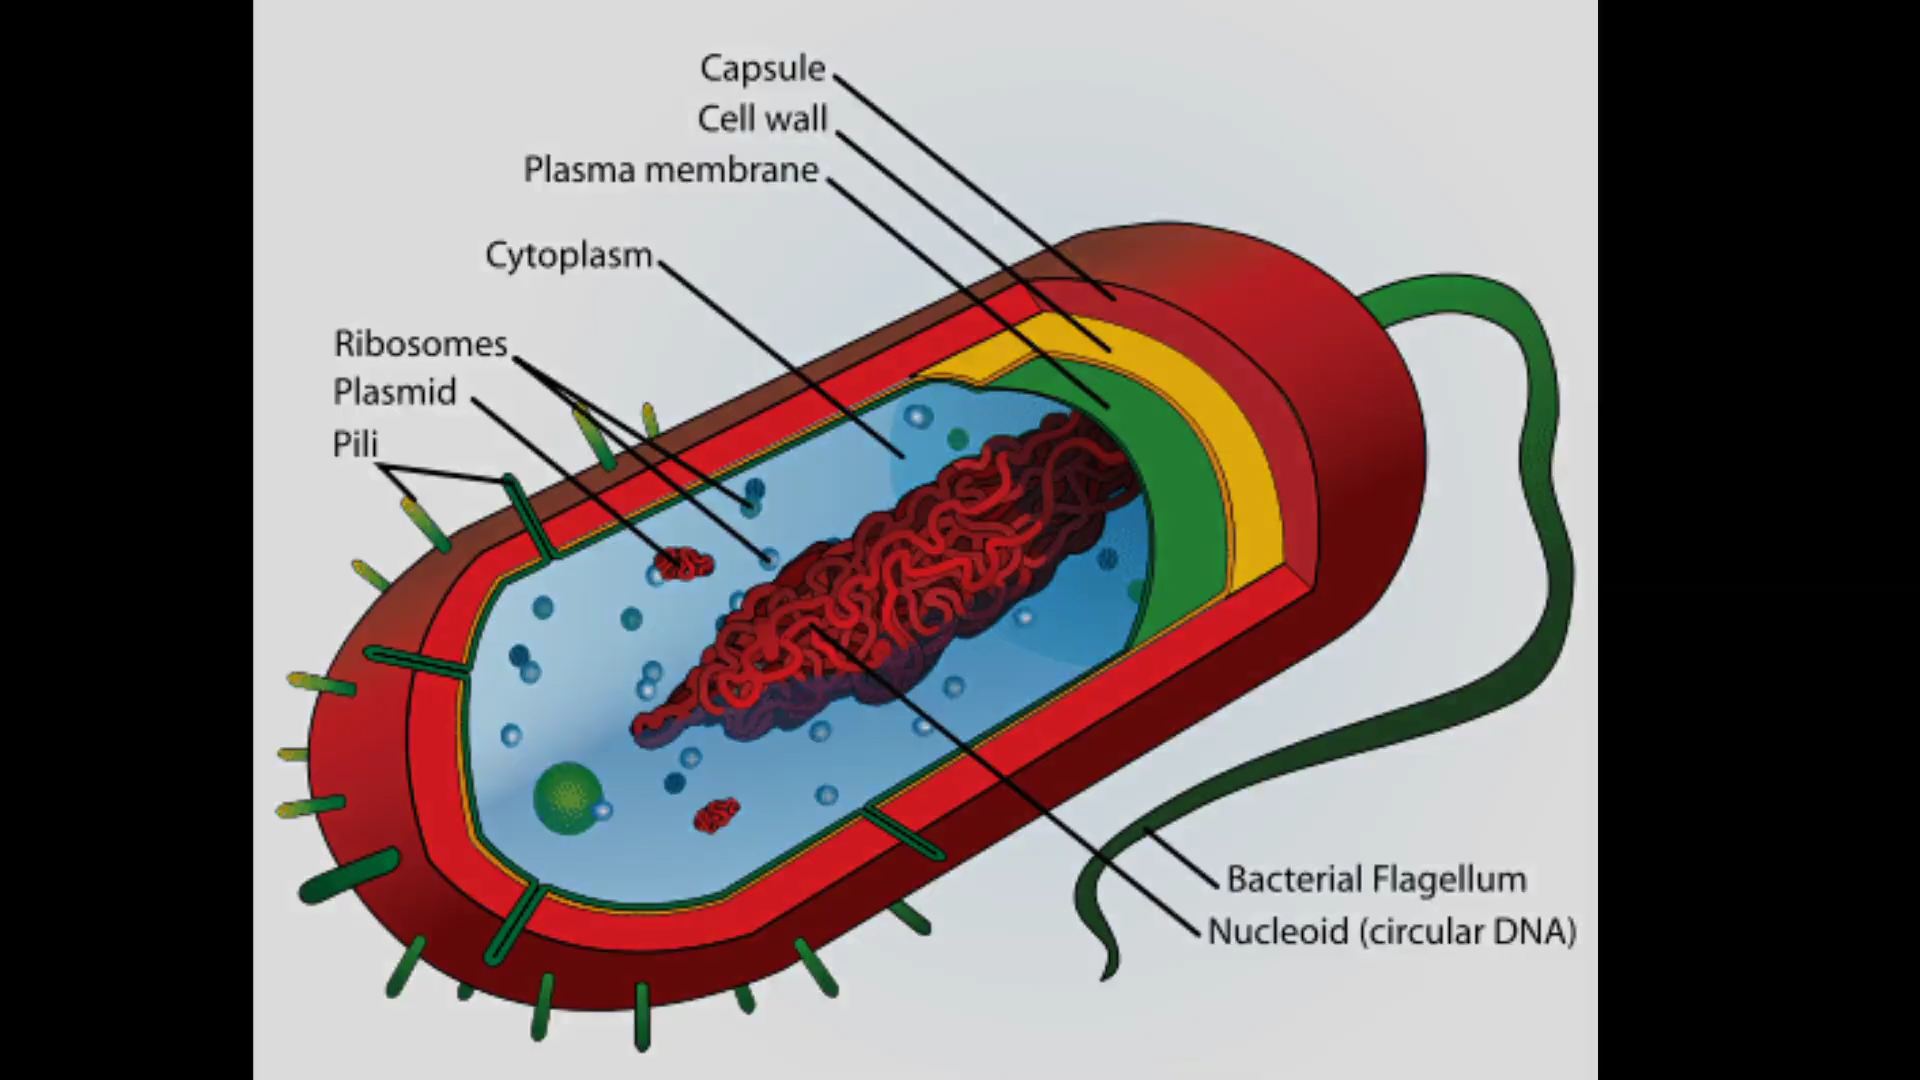 Capsule
Cell wall
Plasma membrane
Cytoplasm
Ribosomes
Plasmid
Pili
Bacterial Flagellum
Nucleoid (circular DNA)